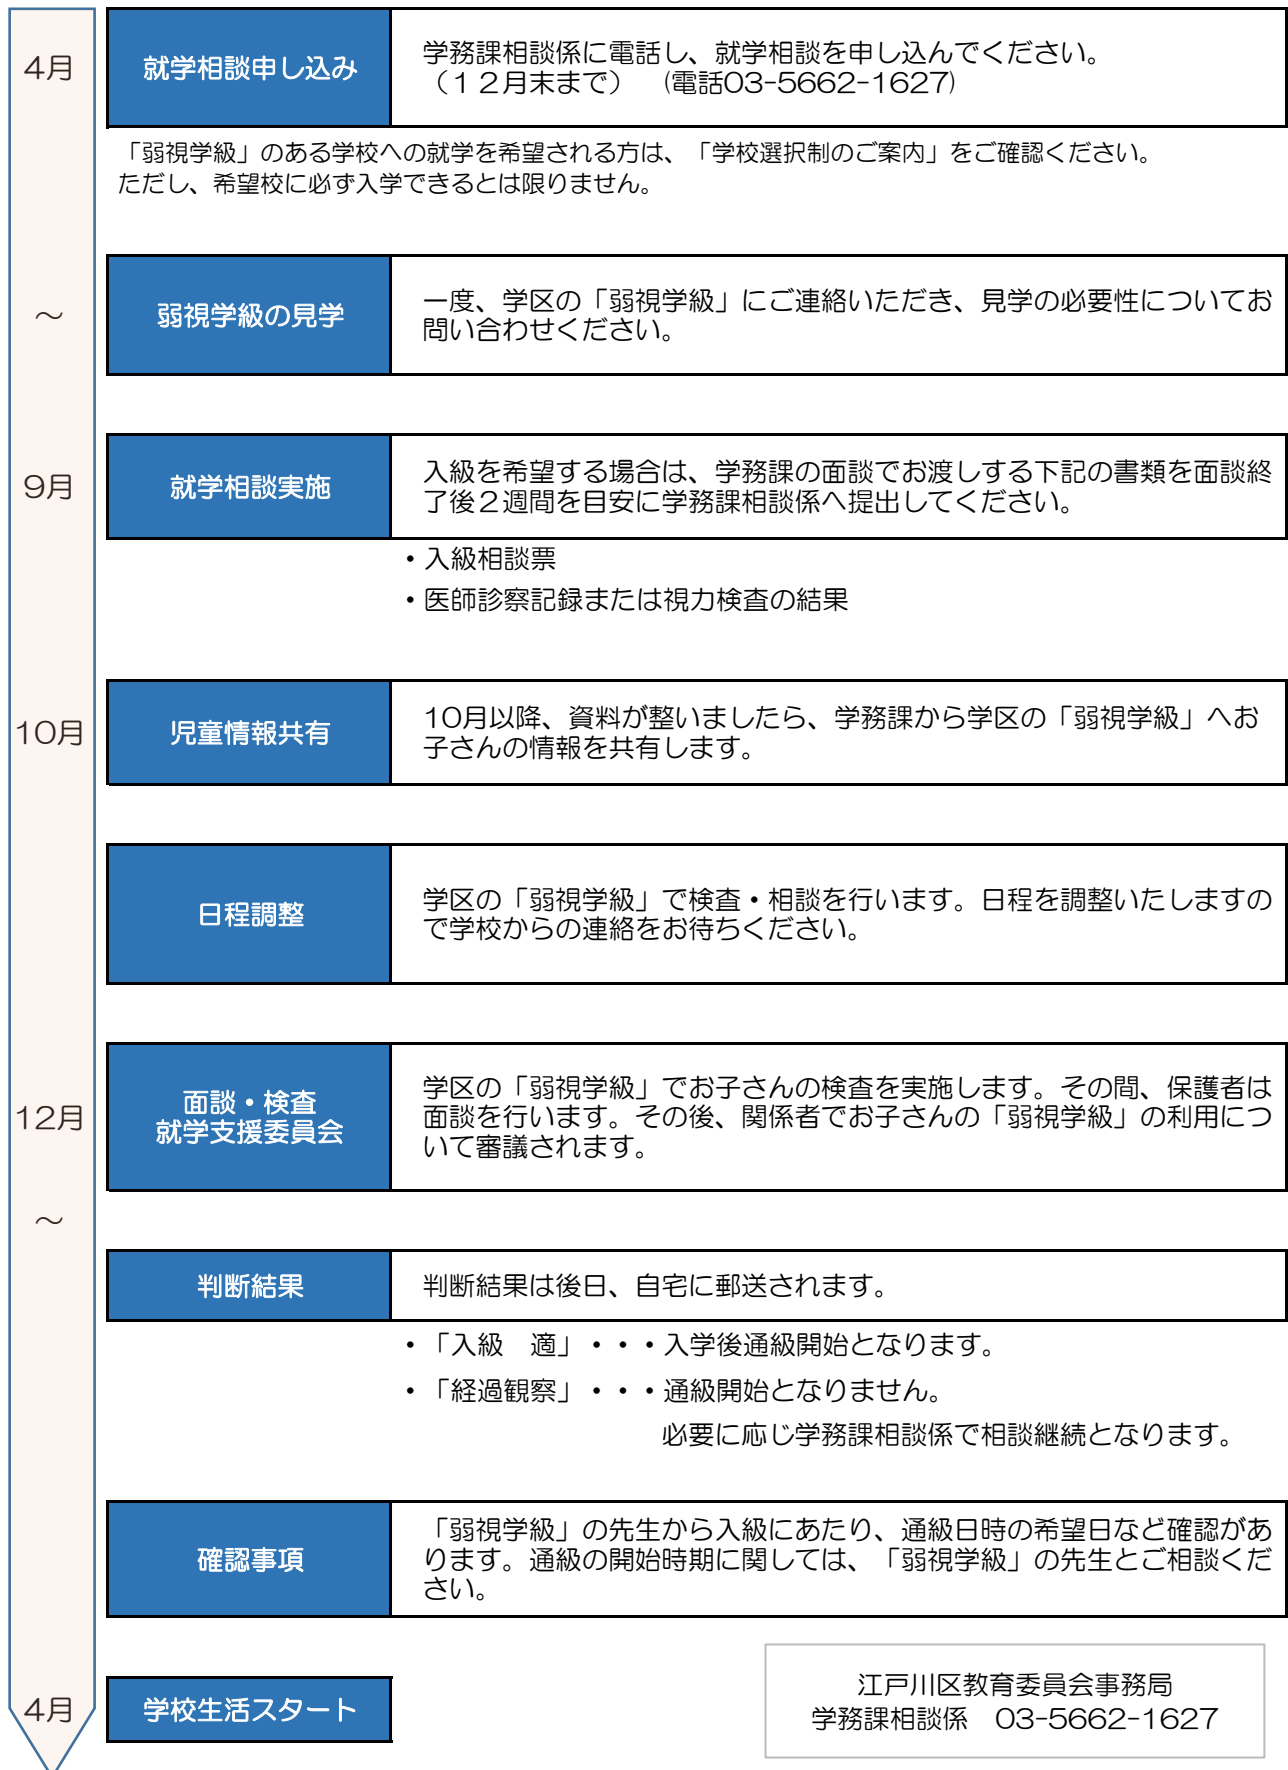 4月
就学相談申し込み
学務課相談係に電話し、就学相談を申し込んでください。
（１２月末まで）　(電話03-5662-1627)
「弱視学級」のある学校への就学を希望される方は、「学校選択制のご案内」をご確認ください。
ただし、希望校に必ず入学できるとは限りません。
～
弱視学級の見学
一度、学区の「弱視学級」にご連絡いただき、見学の必要性についてお
問い合わせください。
9月
就学相談実施
入級を希望する場合は、学務課の面談でお渡しする下記の書類を面談終
了後２週間を目安に学務課相談係へ提出してください。
・入級相談票
・医師診察記録または視力検査の結果
10月
児童情報共有
10月以降、資料が整いましたら、学務課から学区の「弱視学級」へお
子さんの情報を共有します。
日程調整
学区の「弱視学級」で検査・相談を行います。日程を調整いたしますの
で学校からの連絡をお待ちください。
12月
面談・検査
就学支援委員会
学区の「弱視学級」でお子さんの検査を実施します。その間、保護者は
面談を行います。その後、関係者でお子さんの「弱視学級」の利用につ
いて審議されます。
～
判断結果
判断結果は後日、自宅に郵送されます。
・「入級　適」・・・入学後通級開始となります。
・「経過観察」・・・通級開始となりません。
必要に応じ学務課相談係で相談継続となります。
確認事項
「弱視学級」の先生から入級にあたり、通級日時の希望日など確認があ
ります。通級の開始時期に関しては、「弱視学級」の先生とご相談くだ
さい。
4月
学校生活スタート
江戸川区教育委員会事務局
学務課相談係　03-5662-1627